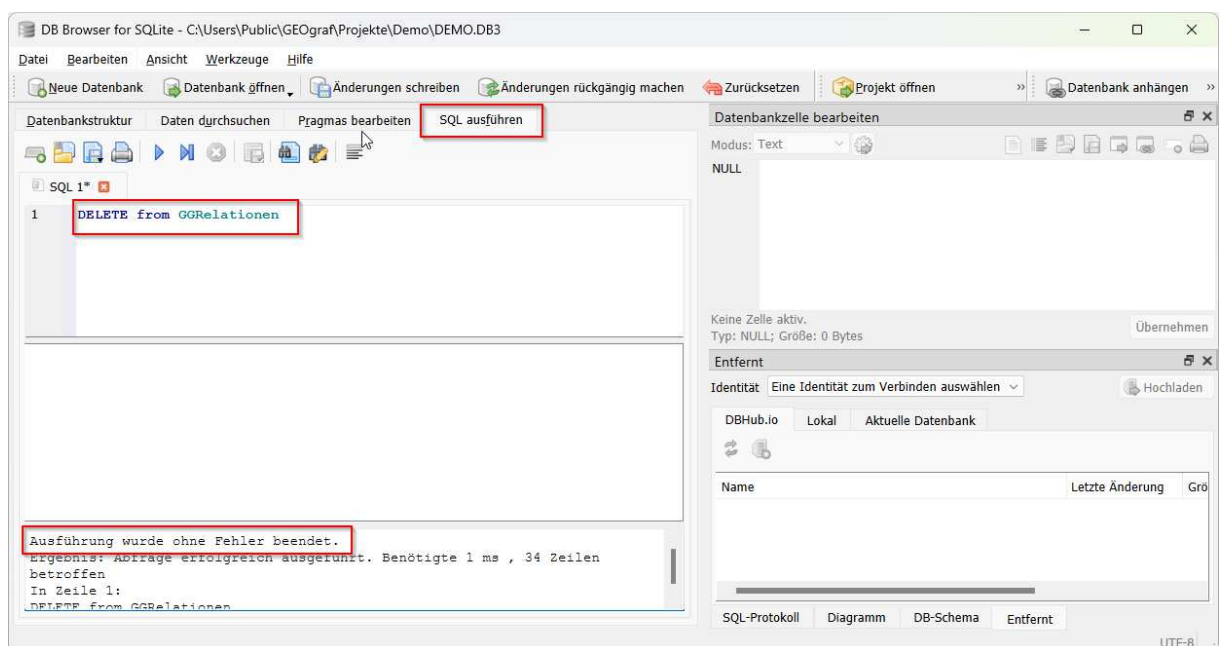 DB Browser for SQLite - C:\Users\Public\GEOgraf\Projekte\Demo\DEMO.DB3
Datei Bearbeiten Ansicht Werkzeuge Hilfe
Neue Datenbank Datenbank öffnen Änderungen schreiben Änderungen rückgängig machen Zurücksetzen Projekt öffnen » Datenbank anhängen »
Datenbankstruktur Daten durchsuchen Pragmas bearbeiten SQL ausführen
SQL 1*
1 DELETE from GGRelationen
Ausführung wurde ohne Fehler beendet.
Ergebnis: Abfrage erfolgreich ausgeführt. Benötigte 1 ms , 34 Zeilen
betroffen
In Zeile 1:
DELETE from GGRelationen
Datenbankzelle bearbeiten
Modus: Text
NULL
Keine Zelle aktiv.
Typ: NULL; Größe: 0 Bytes
Übernehmen
Entfernt
Identität Eine Identität zum Verbinden auswählen Hochladen
DBHub.io Lokal Aktuelle Datenbank
Name Letzte Änderung Grö
SQL-Protokoll Diagramm DB-Schema Entfernt
UTF-8